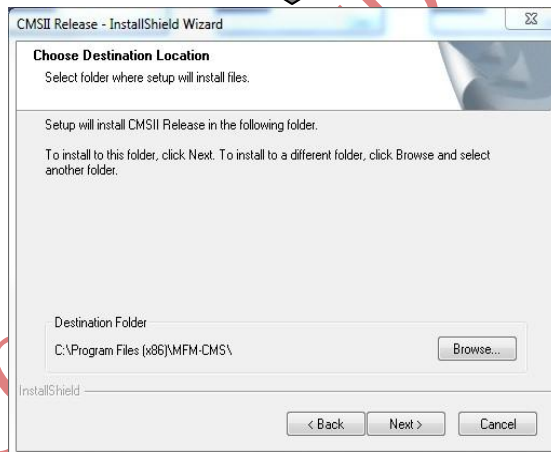 CMSII Release - InstallShield Wizard
Choose Destination Location
Select folder where setup will install files.
Setup will install CMSII Release in the following folder.
To install to this folder, click Next. To install to a different folder, click Browse and select
another folder.
Destination Folder
C:\Program Files (x86)\MFM-CMS\
Browse...
InstallShield
< Back
Next >
Cancel